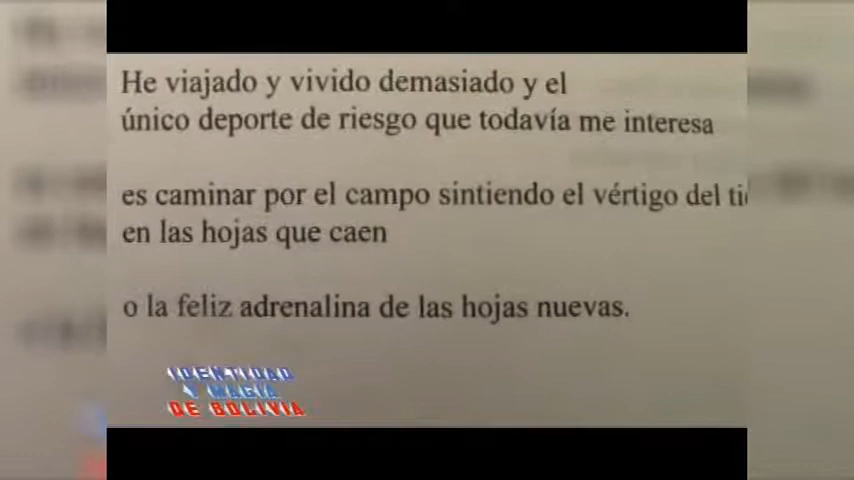 He viajado y vivido demasiado y el
único deporte de riesgo que todavía me interesa
es caminar por el campo sintiendo el vértigo del
en las hojas que caen
o la feliz adrenalina de las hojas nuevas.
IDENTIDAD
Y MAGIA
DE BOLIVIA